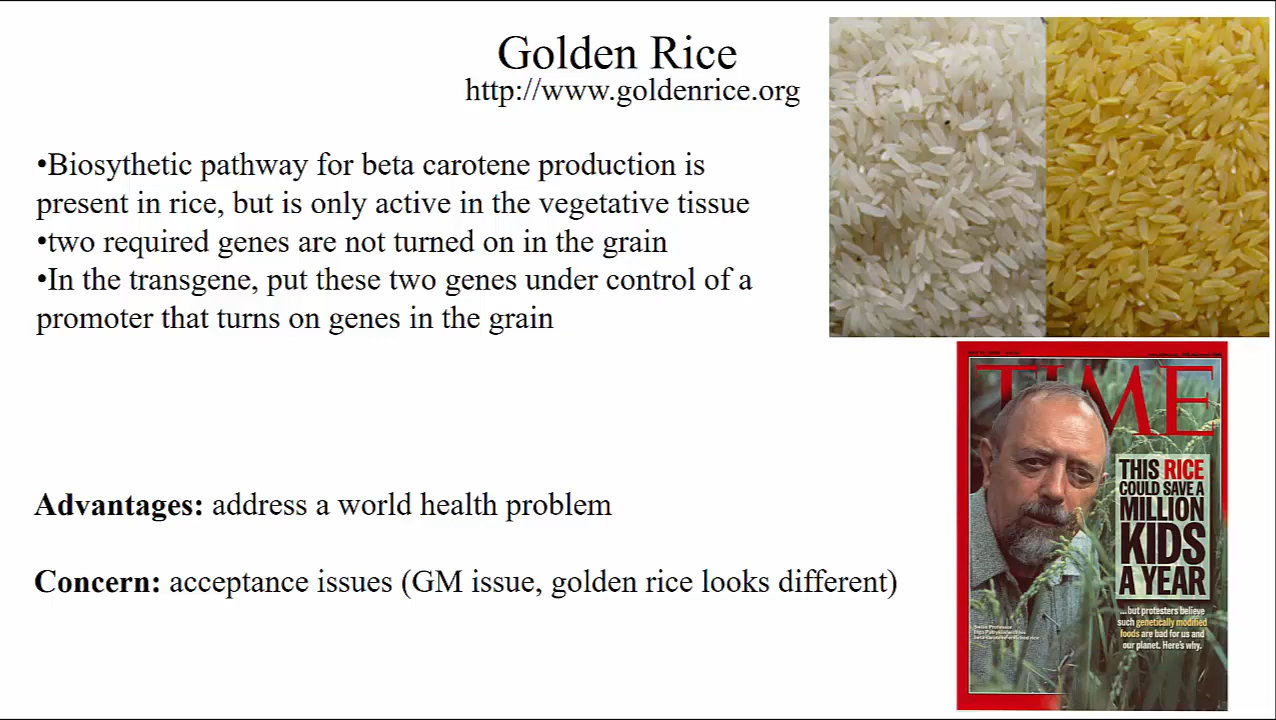 Golden Rice
http://www.goldenrice.org
•Biosythetic pathway for beta carotene production is
present in rice, but is only active in the vegetative tissue
•two required genes are not turned on in the grain
•In the transgene, put these two genes under control of a
promoter that turns on genes in the grain
Advantages: address a world health problem
Concern: acceptance issues (GM issue, golden rice looks different)
TIME
THIS RICE
COULD SAVE A
MILLION
KIDS
A YEAR
...but protesters believe
such genetically modified
foods are bad for us and
our planet. Here's why.